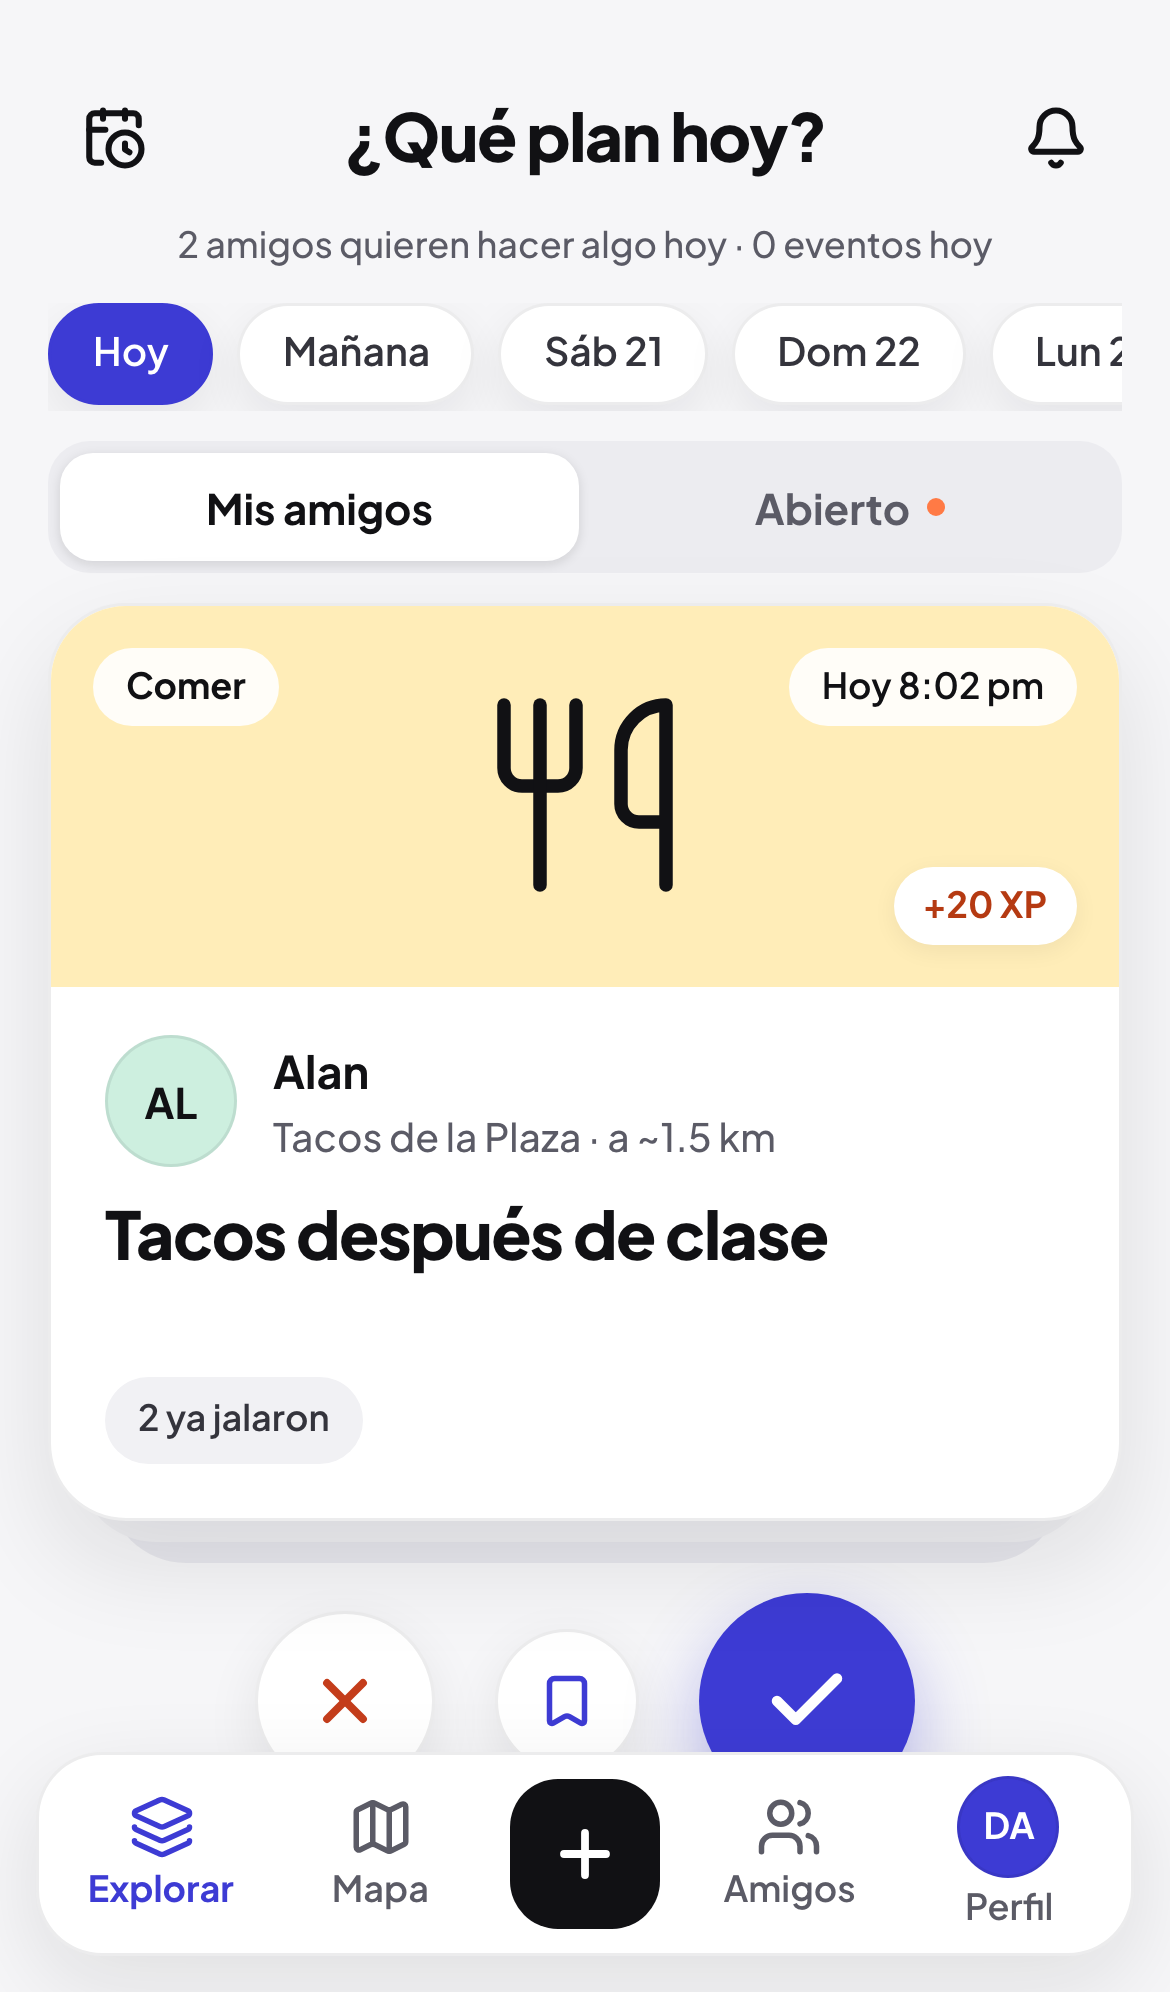 ¿Qué plan hoy?
2 amigos quieren hacer algo hoy · 0 eventos hoy
Hoy
Mañana
Sáb 21
Dom 22
Lun
Mis amigos
Abierto
Comer
Hoy 8:02 pm
+20 XP
AL
Alan
Tacos de la Plaza · a ~1.5 km
Tacos después de clase
2 ya jalaron
Explorar
Mapa
Amigos
DA
Perfil